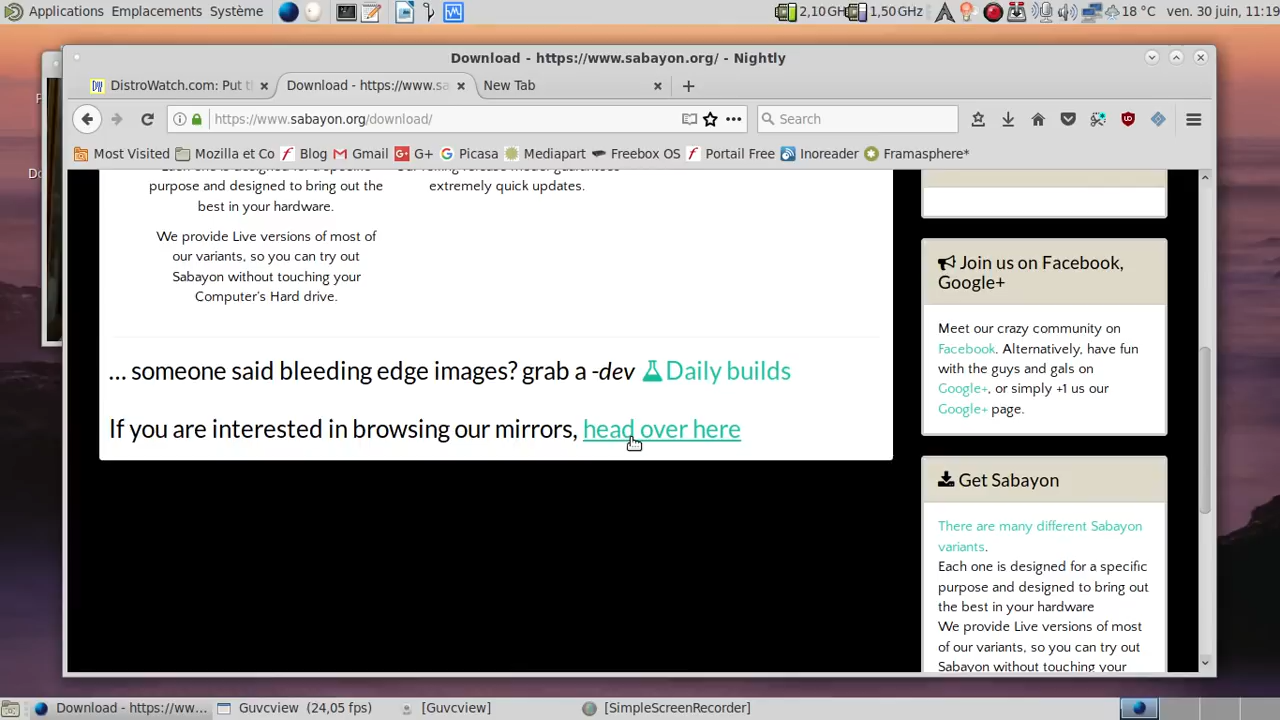 Applications Emplacements Système 2,10 GHz 1,50 GHz 18 °C ven. 30 juin, 11:19
Download - https://www.sabayon.org/ - Nightly
DistroWatch.com: Put t Download - https://www.sa New Tab
https://www.sabayon.org/download/ Search
Most Visited Mozilla et Co Blog Gmail G+ Picasa Mediapart Freebox OS Portail Free Inoreader Framasphere*
purpose and designed to bring out the
best in your hardware.
extremely quick updates.
We provide Live versions of most of
our variants, so you can try out
Sabayon without touching your
Computer's Hard drive.
... someone said bleeding edge images? grab a -dev Daily builds
If you are interested in browsing our mirrors, head over here
Join us on Facebook,
Google+
Meet our crazy community on
Facebook. Alternatively, have fun
with the guys and gals on
Google+, or simply +1 us our
Google+ page.
Get Sabayon
There are many different Sabayon
variants.
Each one is designed for a specific
purpose and designed to bring out
the best in your hardware
We provide Live versions of most
of our variants, so you can try out
Sabayon without touching your
Download - https://ww... Guvcview (24,05 fps) [Guvcview] [SimpleScreenRecorder]